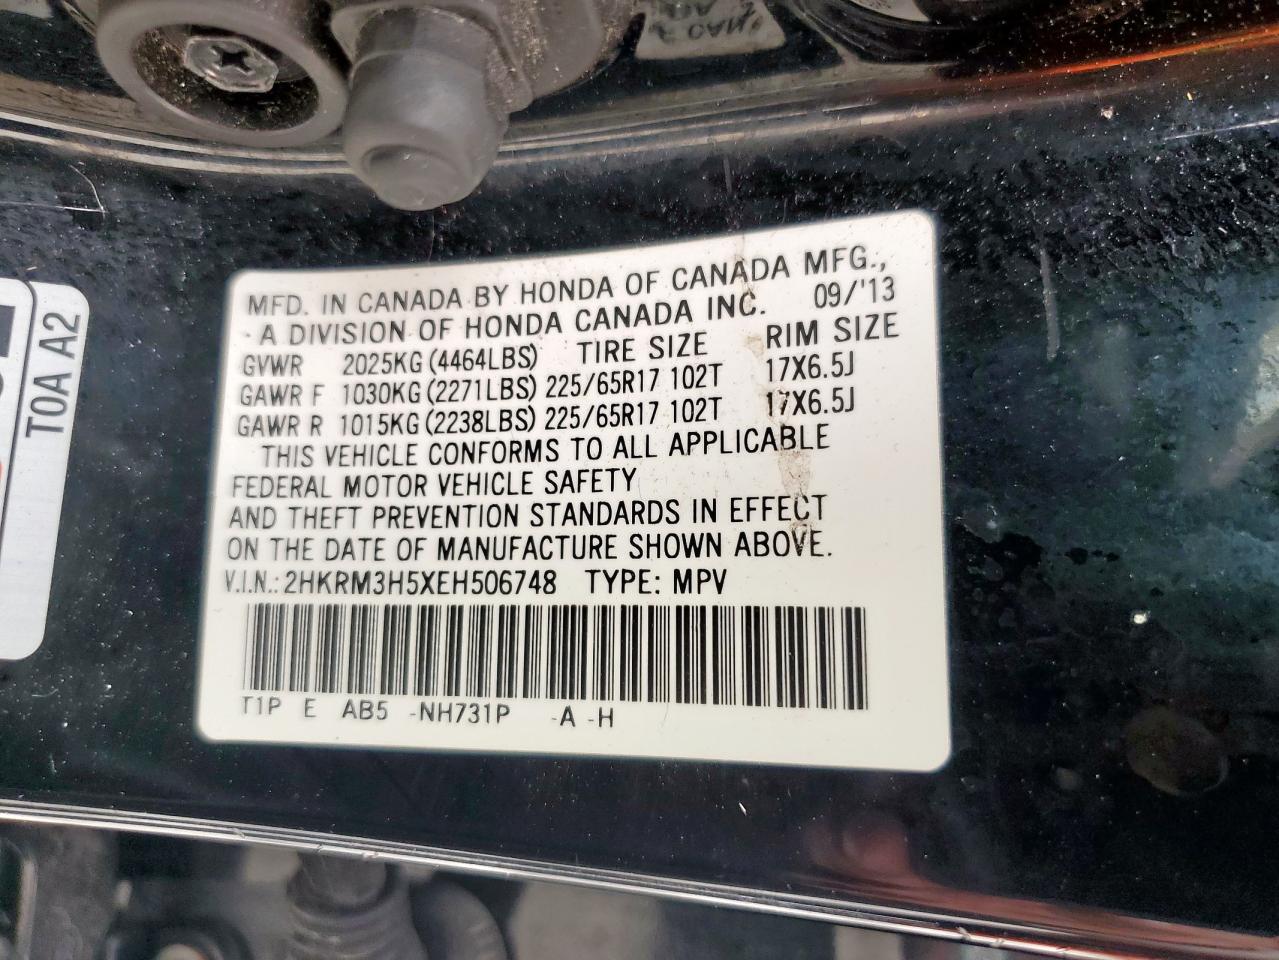 MFD. IN CANADA BY HONDA OF CANADA MFG.,
A DIVISION OF HONDA CANADA INC. 09/'13
GVWR 2025KG (4464LBS) TIRE SIZE RIM SIZE
GAWR F 1030KG (2271LBS) 225/65R17 102T 17X6.5J
GAWR R 1015KG (2238LBS) 225/65R17 102T 17X6.5J
THIS VEHICLE CONFORMS TO ALL APPLICABLE
FEDERAL MOTOR VEHICLE SAFETY
AND THEFT PREVENTION STANDARDS IN EFFECT
ON THE DATE OF MANUFACTURE SHOWN ABOVE.
V.I.N.: 2HKRM3H5XEH506748 TYPE: MPV
T1P E AB5 -NH731P -A -H
T0A A2